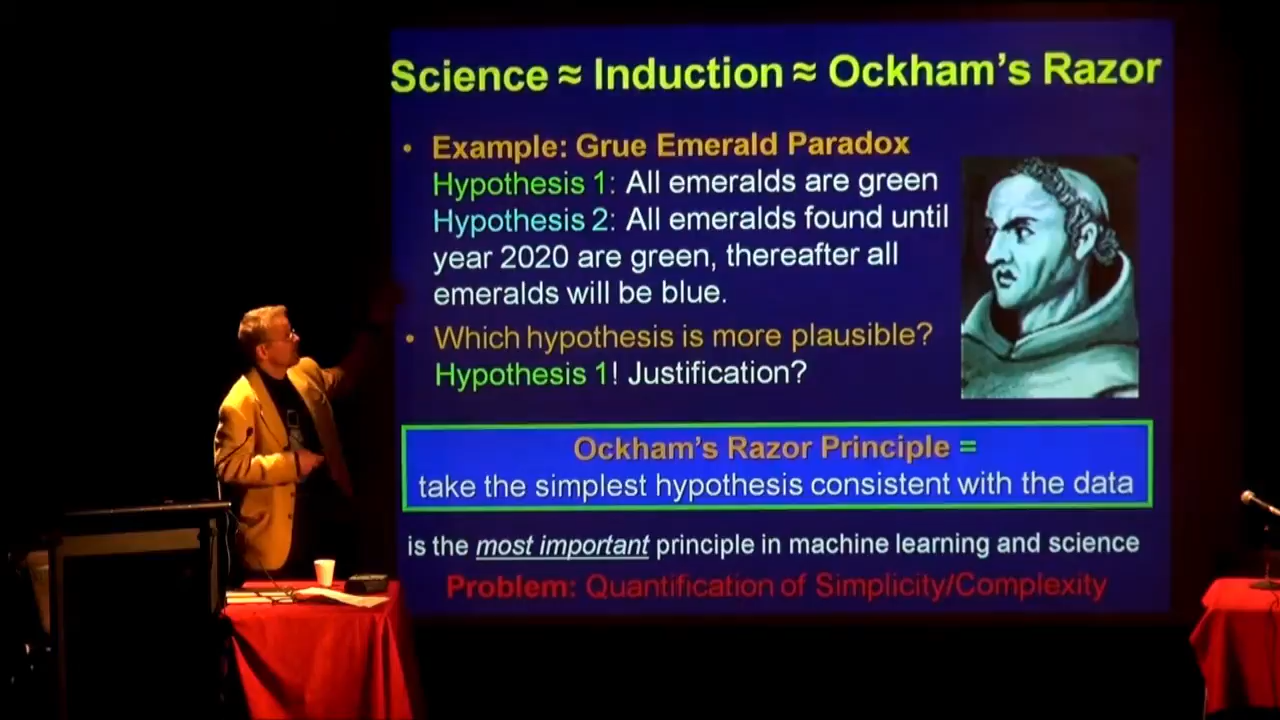 Science ≈ Induction ≈ Ockham's Razor
• Example: Grue Emerald Paradox
Hypothesis 1: All emeralds are green
Hypothesis 2: All emeralds found until
year 2020 are green, thereafter all
emeralds will be blue.
• Which hypothesis is more plausible?
Hypothesis 1! Justification?
Ockham's Razor Principle =
take the simplest hypothesis consistent with the data
is the most important principle in machine learning and science
Problem: Quantification of Simplicity/Complexity